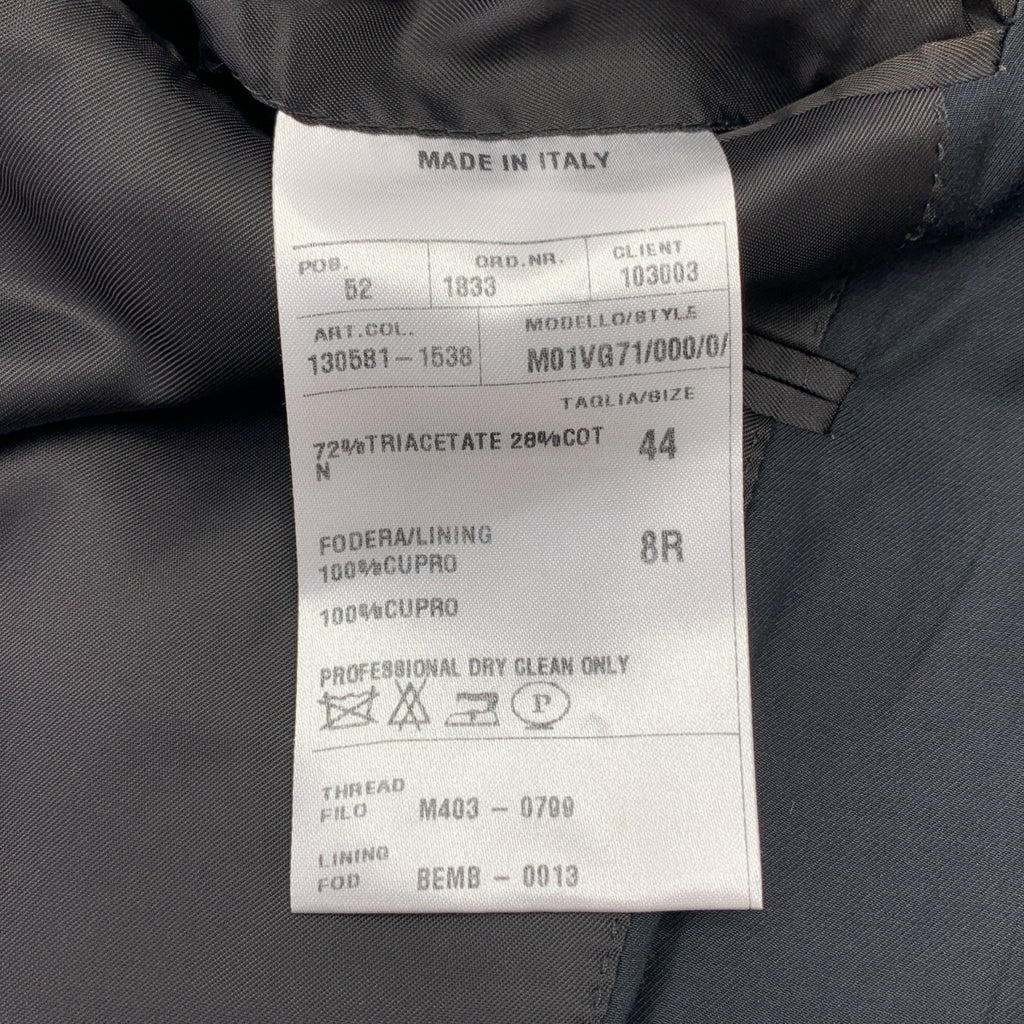 MADE IN ITALY
POS. ORD.NR. CLIENT
52 1833 103003
ART.COL. MODELLO/STYLE
130581-1538 M01VG71/000/0/
TAGLIA/SIZE
72%TRIACETATE 28%COT 44
N
FODERA/LINING 8R
100%CUPRO
100%CUPRO
PROFESSIONAL DRY CLEAN ONLY
P
THREAD
FILO M403 - 0799
LINING
FOD BEMB - 0013